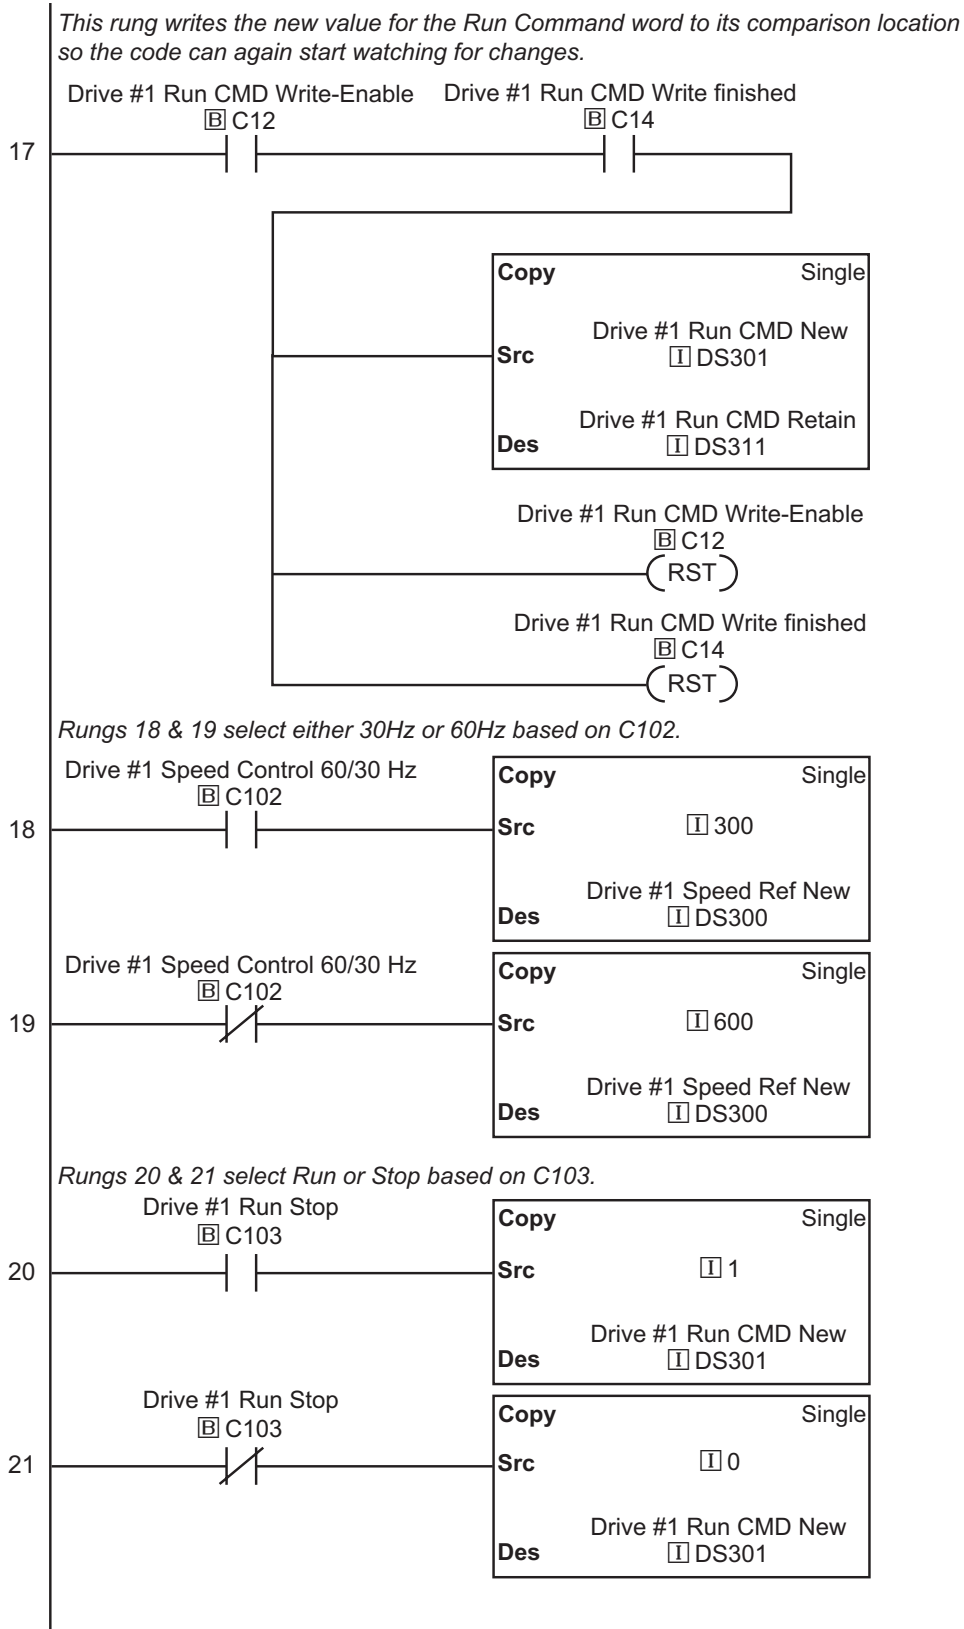 This rung writes the new value for the Run Command word to its comparison location
so the code can again start watching for changes.
Drive #1 Run CMD Write-Enable Drive #1 Run CMD Write finished
B C12 B C14
17
Copy Single
Drive #1 Run CMD New
Src I DS301
Drive #1 Run CMD Retain
Des I DS311
Drive #1 Run CMD Write-Enable
B C12
RST
Drive #1 Run CMD Write finished
B C14
RST
Rungs 18 & 19 select either 30Hz or 60Hz based on C102.
Drive #1 Speed Control 60/30 Hz
B C102
18
Copy Single
Src I 300
Drive #1 Speed Ref New
Des I DS300
Drive #1 Speed Control 60/30 Hz
B C102
19
Copy Single
Src I 600
Drive #1 Speed Ref New
Des I DS300
Rungs 20 & 21 select Run or Stop based on C103.
Drive #1 Run Stop
B C103
20
Copy Single
Src I 1
Drive #1 Run CMD New
Des I DS301
Drive #1 Run Stop
B C103
21
Copy Single
Src I 0
Drive #1 Run CMD New
Des I DS301